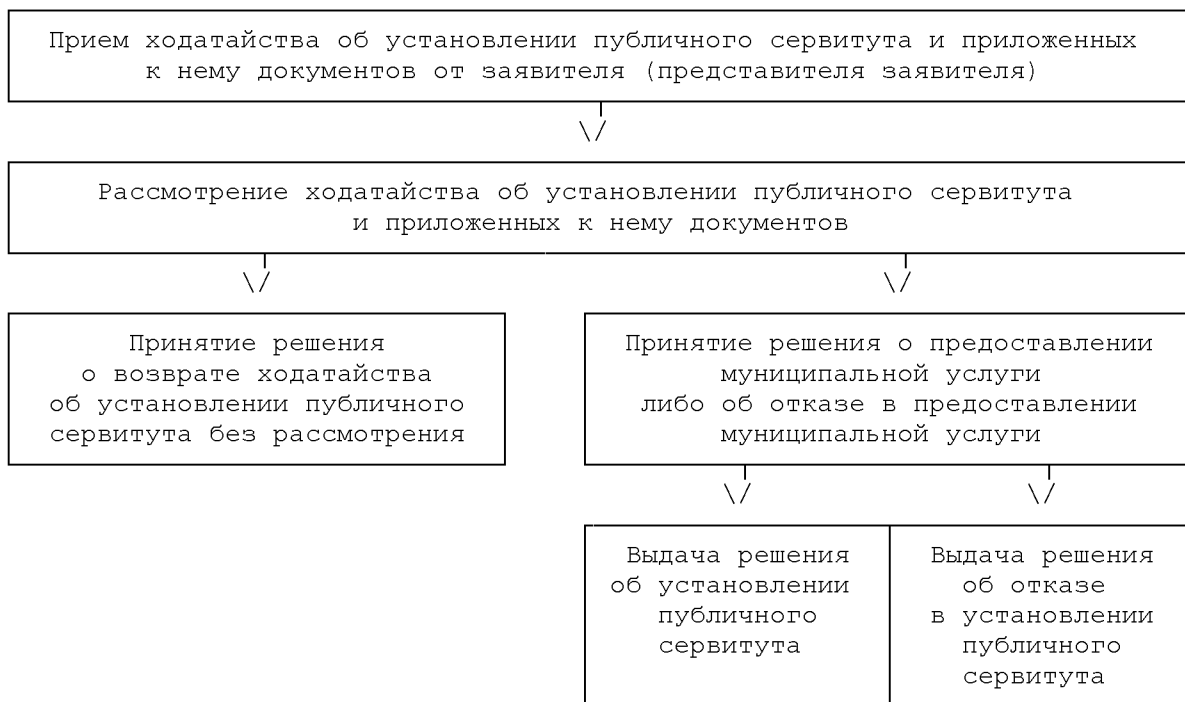 Прием ходатайства об установлении публичного сервитута и приложенных
к нему документов от заявителя (представителя заявителя)
Рассмотрение ходатайства об установлении публичного сервитута
и приложенных к нему документов
Принятие решения
о возврате ходатайства
об установлении публичного
сервитута без рассмотрения
Принятие решения о предоставлении
муниципальной услуги
либо об отказе в предоставлении
муниципальной услуги
Выдача решения
об установлении
публичного
сервитута
Выдача решения
об отказе
в установлении
публичного
сервитута